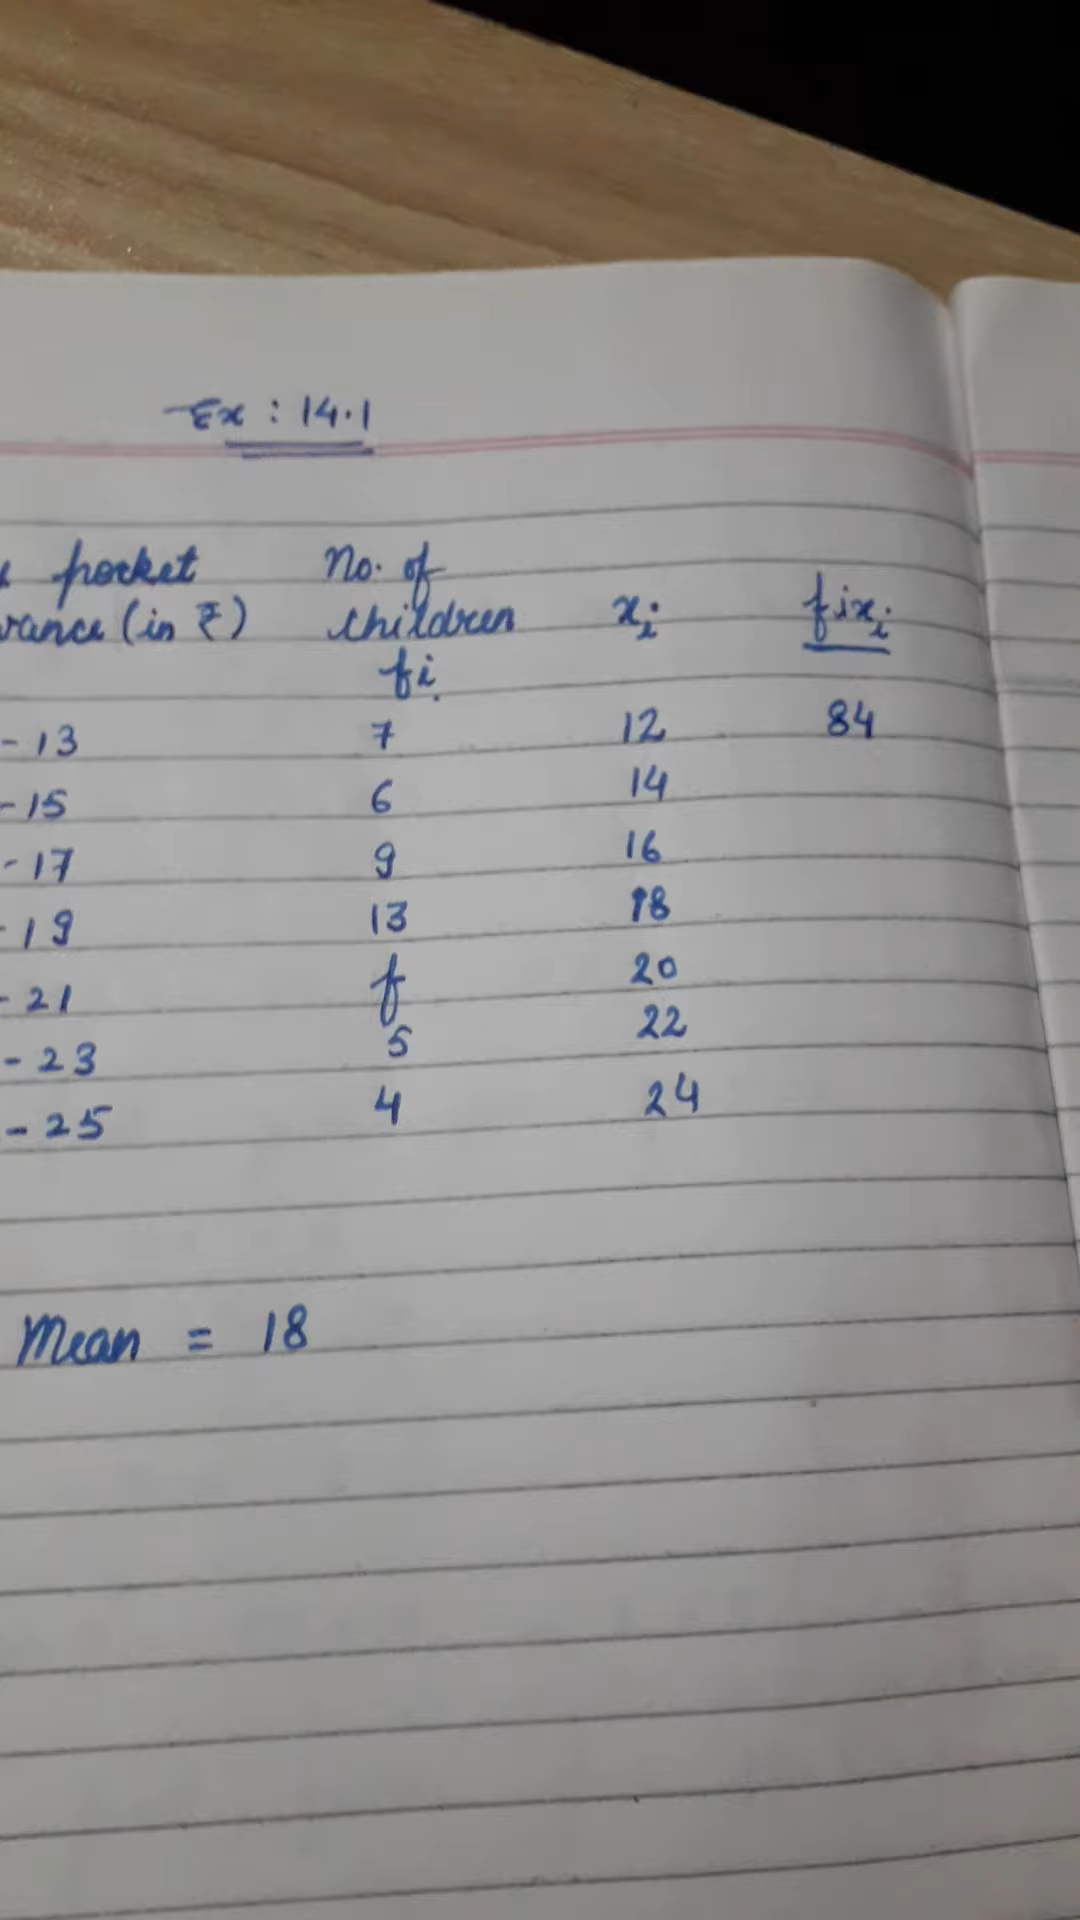 Ex : 14.1
pocket No. of
(in ₹) children xi fixi
fi
- 13 7 12 84
- 15 6 14
- 17 9 16
- 19 13 18
- 21 f 20
- 23 5 22
- 25 4 24
Mean = 18